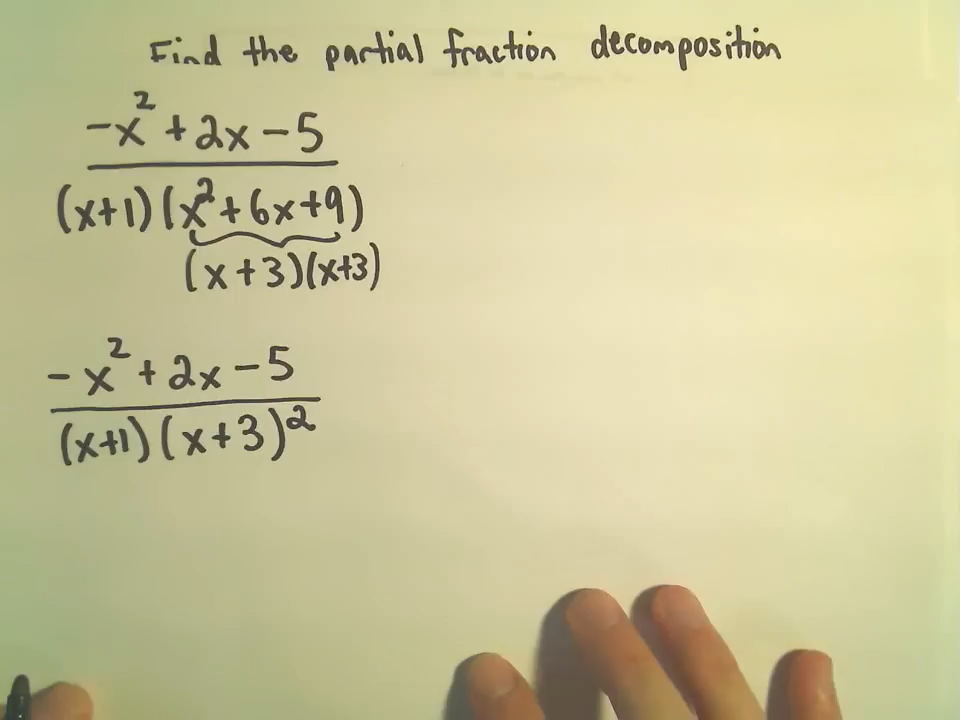 Find the partial fraction decomposition
-x² + 2x - 5
(x+1)(x²+6x+9)
(x+3)(x+3)
-x² + 2x - 5
(x+1)(x+3)²